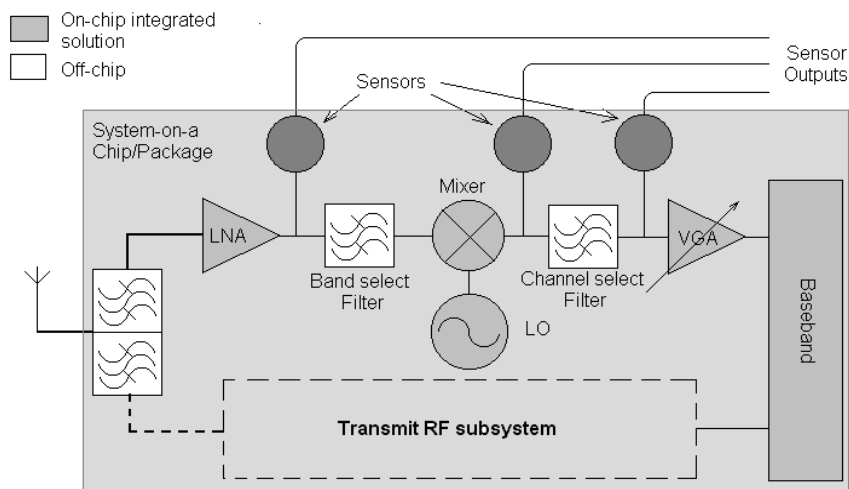 On-chip integrated
solution
Off-chip
Sensors
Sensor
Outputs
System-on-a
Chip/Package
Mixer
LNA
VGA
Band select
Filter
Channel select
Filter
LO
Baseband
Transmit RF subsystem